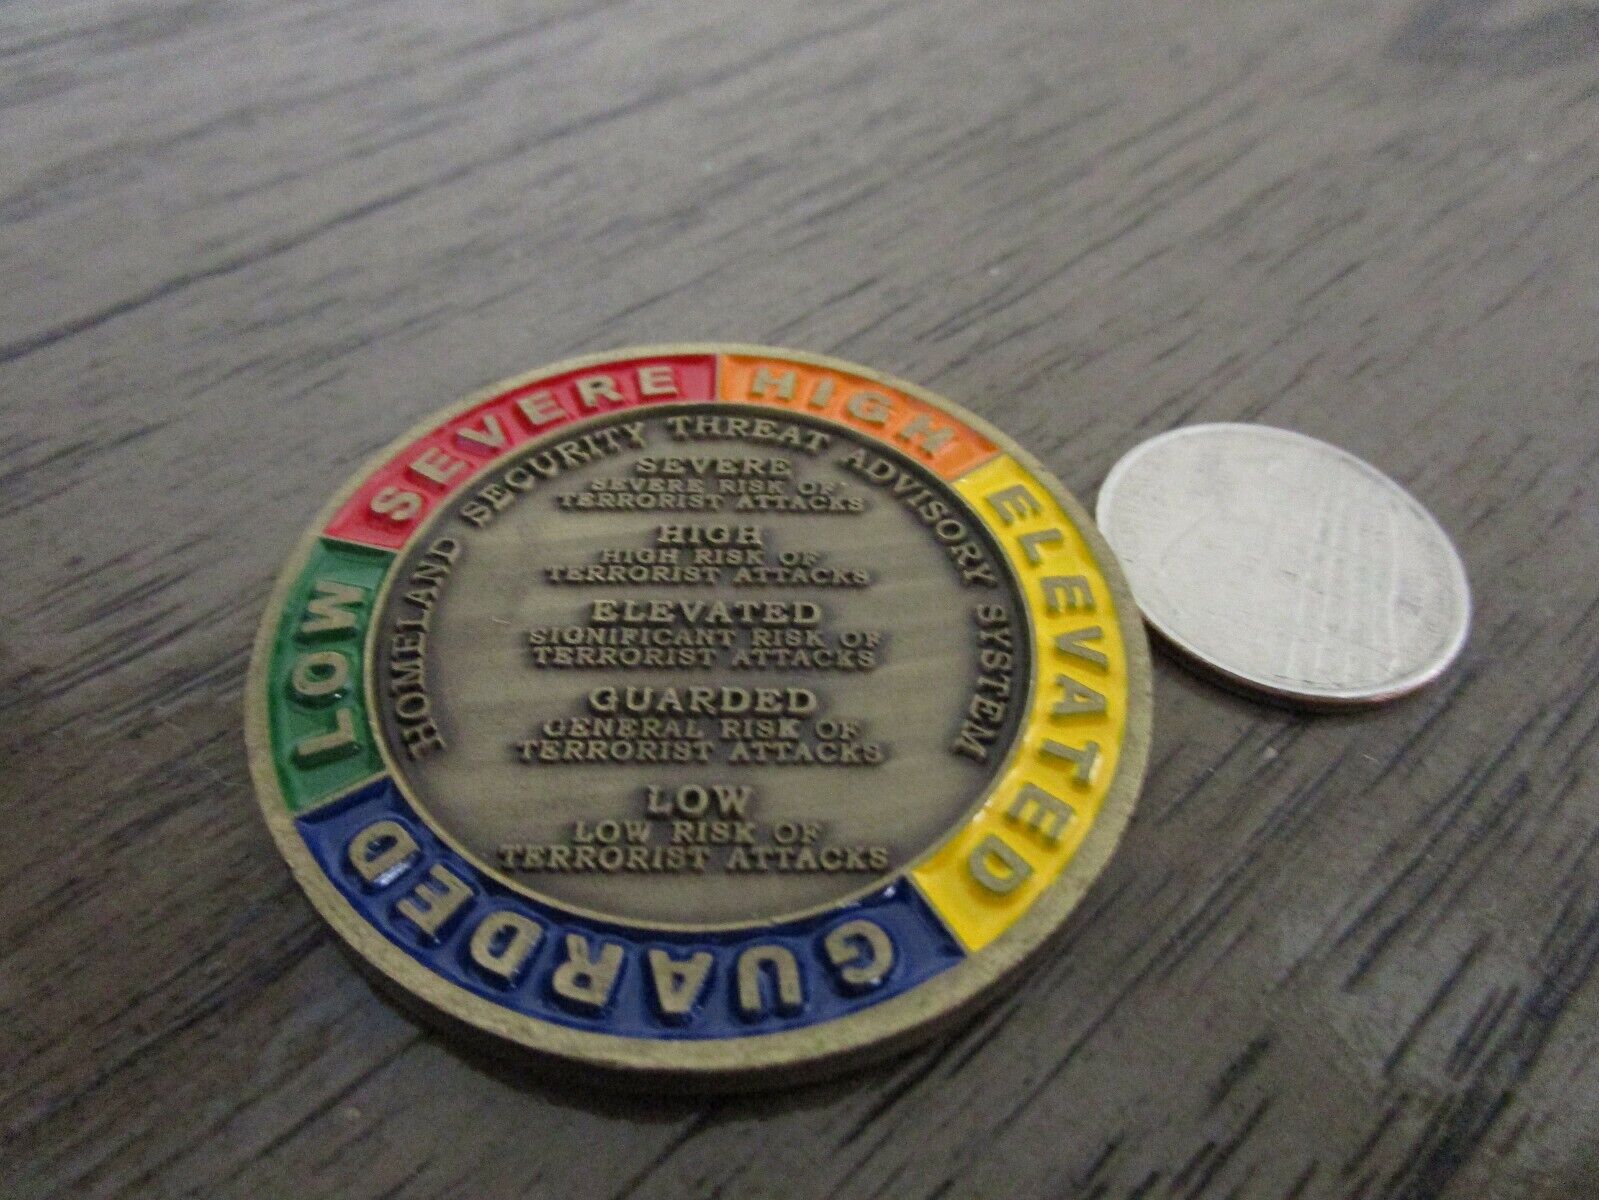 SEVERE
HIGH
ELEVATED
GUARDED
LOW
HOMELAND SECURITY THREAT ADVISORY SYSTEM
SEVERE
SEVERE RISK OF
TERRORIST ATTACKS
HIGH
HIGH RISK OF
TERRORIST ATTACKS
ELEVATED
SIGNIFICANT RISK OF
TERRORIST ATTACKS
GUARDED
GENERAL RISK OF
TERRORIST ATTACKS
LOW
LOW RISK OF
TERRORIST ATTACKS